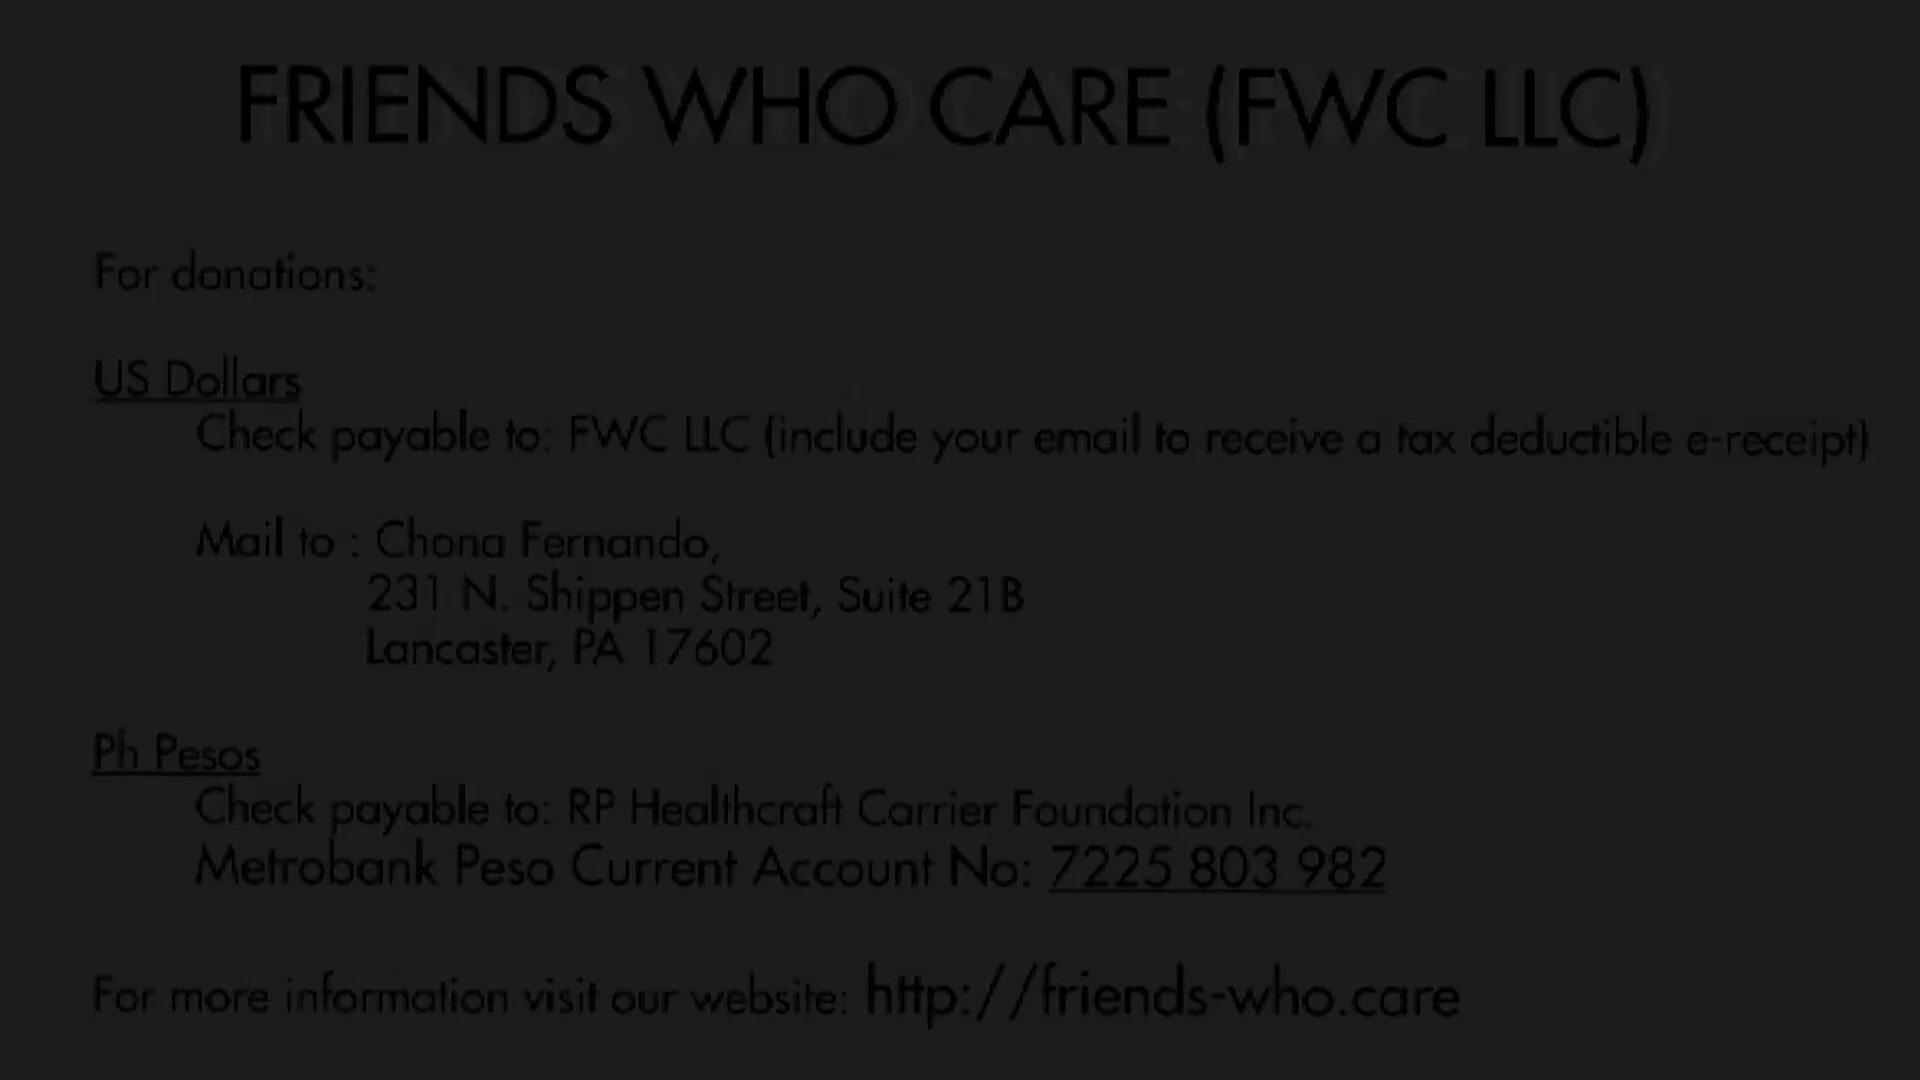 FRIENDS WHO CARE (FWC LLC)
For donations:
US Dollars
Check payable to: FWC LLC (include your email to receive a tax deductible e-receipt)
Mail to : Chona Fernando,
231 N. Shippen Street, Suite 21B
Lancaster, PA 17602
Ph Pesos
Check payable to: RP Healthcraft Carrier Foundation Inc.
Metrobank Peso Current Account No: 7225 803 982
For more information visit our website: http://friends-who.care